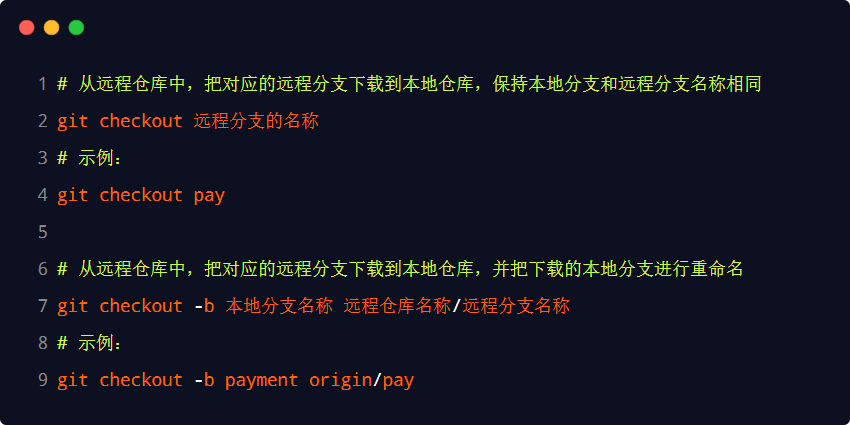 1 # 从远程仓库中，把对应的远程分支下载到本地仓库，保持本地分支和远程分支名称相同
2 git checkout 远程分支的名称
3 # 示例：
4 git checkout pay
5
6 # 从远程仓库中，把对应的远程分支下载到本地仓库，并把下载的本地分支进行重命名
7 git checkout -b 本地分支名称 远程仓库名称/远程分支名称
8 # 示例：
9 git checkout -b payment origin/pay